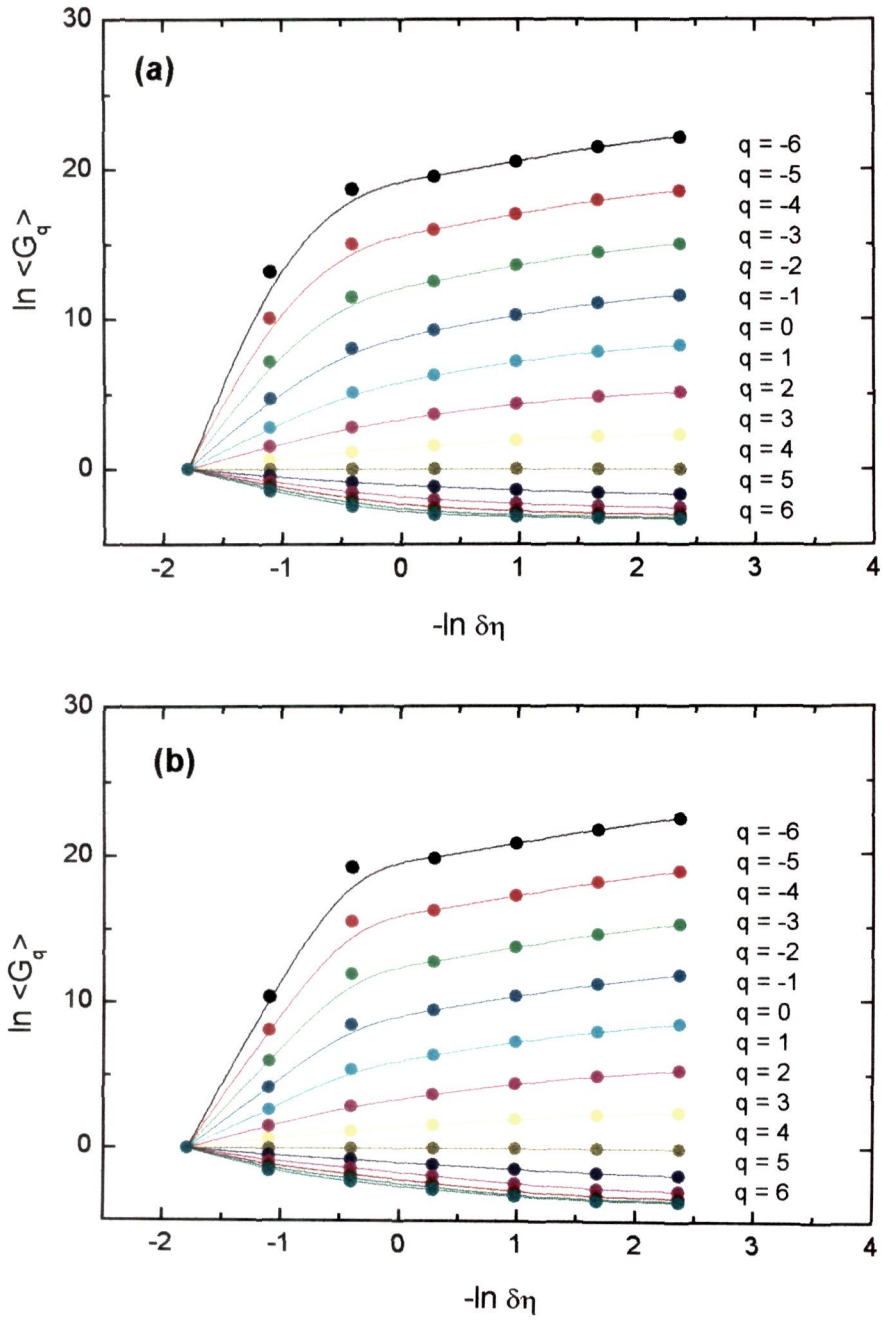 30
(a)
20
10
0
ln <G_q>
q = -6
q = -5
q = -4
q = -3
q = -2
q = -1
q = 0
q = 1
q = 2
q = 3
q = 4
q = 5
q = 6
-2 -1 0 1 2 3 4
-ln δη
30
(b)
20
10
0
ln <G_q>
q = -6
q = -5
q = -4
q = -3
q = -2
q = -1
q = 0
q = 1
q = 2
q = 3
q = 4
q = 5
q = 6
-2 -1 0 1 2 3 4
-ln δη